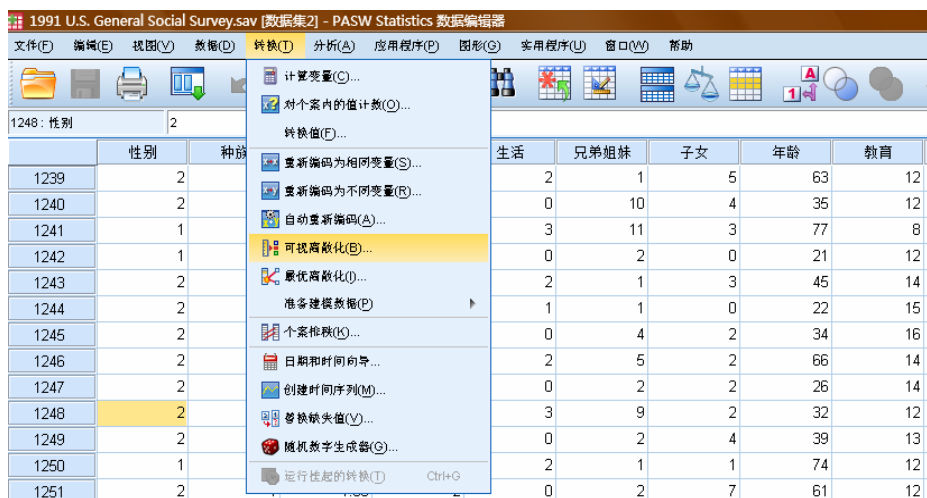 1991 U.S. General Social Survey.sav [数据集2] - PASW Statistics 数据编辑器
文件(F) 编辑(E) 视图(V) 数据(D) 转换(T) 分析(A) 应用程序(P) 图形(G) 实用程序(U) 窗口(W) 帮助
1248 : 性别 2
性别 种族 生活 兄弟姐妹 子女 年龄 教育
计算变量(C)...
对个案内的值计数(O)...
转换值(F)...
重新编码为相同变量(S)...
重新编码为不同变量(R)...
自动重新编码(A)...
可视离散化(B)...
最优离散化(I)...
准备建模数据(P)
个案排秩(K)...
日期和时间向导...
创建时间序列(M)...
替换缺失值(V)...
随机数字生成器(G)...
运行挂起的转换(T) Ctrl+G
1239 2 2 1 5 63 12
1240 2 0 10 4 35 12
1241 1 3 11 3 77 8
1242 1 0 2 0 21 12
1243 2 2 1 3 45 14
1244 2 1 1 0 22 15
1245 2 0 4 2 34 16
1246 2 2 5 2 66 14
1247 2 0 2 2 26 14
1248 2 3 9 2 32 12
1249 2 0 2 4 39 13
1250 1 2 1 1 74 12
1251 2 0 2 7 61 12